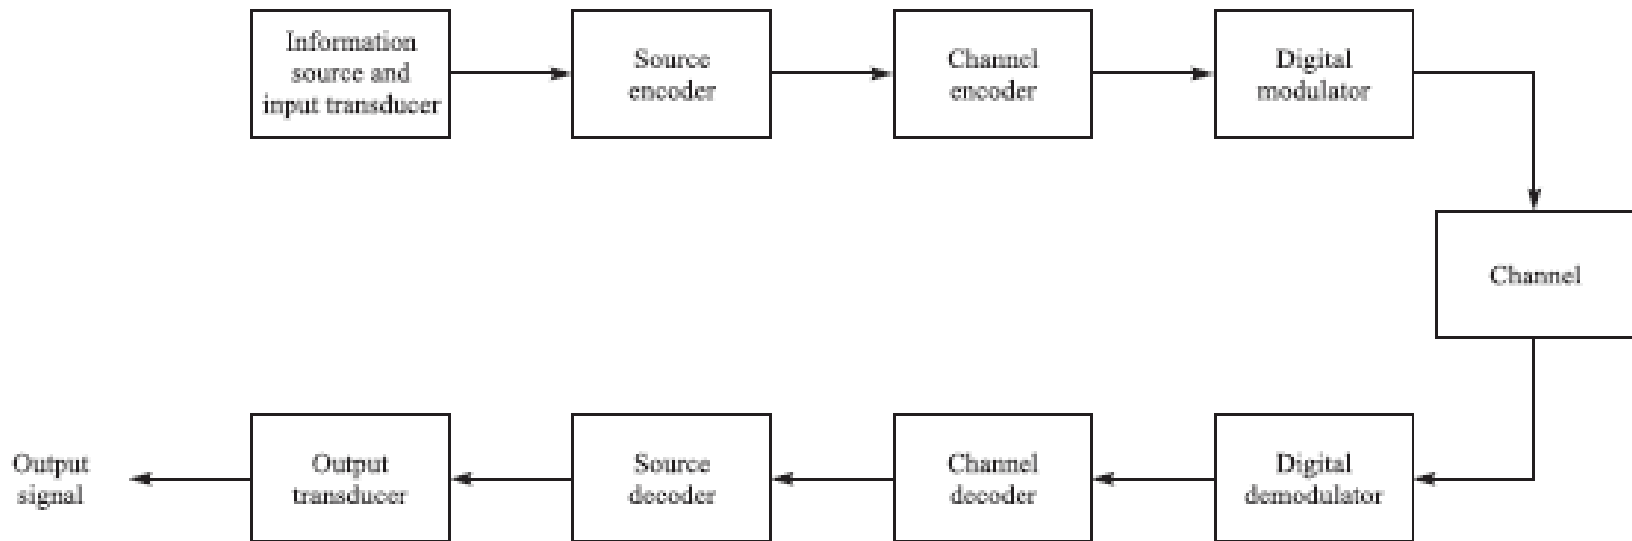 Information
source and
input transducer
Source
encoder
Channel
encoder
Digital
modulator
Channel
Output
signal
Output
transducer
Source
decoder
Channel
decoder
Digital
demodulator